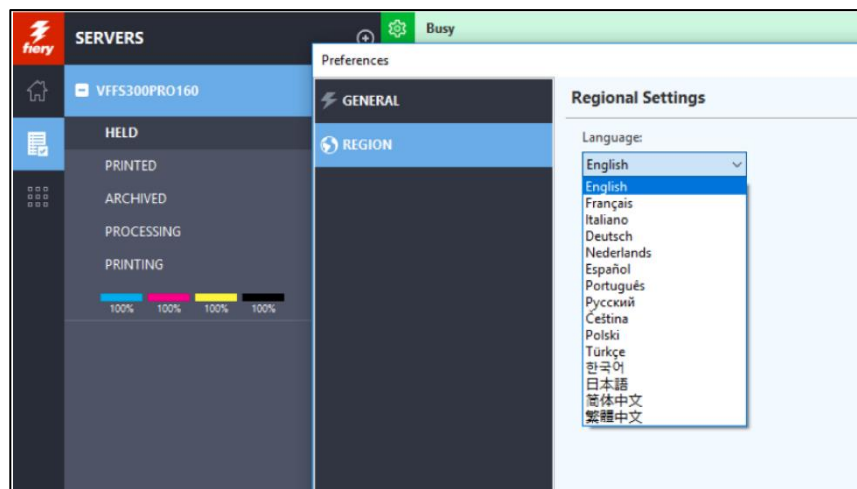 fiery
SERVERS
Busy
Preferences
VFFS300PRO160
HELD
PRINTED
ARCHIVED
PROCESSING
PRINTING
100% 100% 100% 100%
GENERAL
REGION
Regional Settings
Language:
English
English
Français
Italiano
Deutsch
Nederlands
Español
Português
Русский
Čeština
Polski
Türkçe
한국어
日本語
简体中文
繁體中文